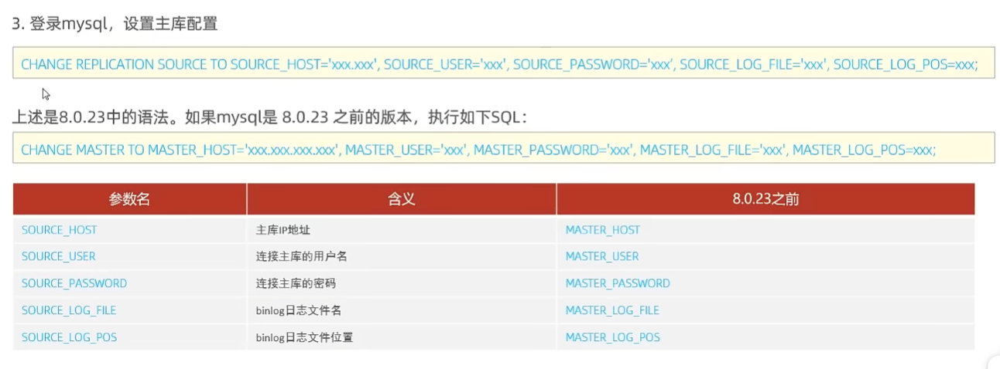 3. 登录mysql，设置主库配置
CHANGE REPLICATION SOURCE TO SOURCE_HOST='xxx.xxx', SOURCE_USER='xxx', SOURCE_PASSWORD='xxx', SOURCE_LOG_FILE='xxx', SOURCE_LOG_POS=xxx;
上述是8.0.23中的语法。如果mysql是 8.0.23 之前的版本，执行如下SQL：
CHANGE MASTER TO MASTER_HOST='xxx.xxx.xxx.xxx', MASTER_USER='xxx', MASTER_PASSWORD='xxx', MASTER_LOG_FILE='xxx', MASTER_LOG_POS=xxx;
参数名 含义 8.0.23之前
SOURCE_HOST 主库IP地址 MASTER_HOST
SOURCE_USER 连接主库的用户名 MASTER_USER
SOURCE_PASSWORD 连接主库的密码 MASTER_PASSWORD
SOURCE_LOG_FILE binlog日志文件名 MASTER_LOG_FILE
SOURCE_LOG_POS binlog日志文件位置 MASTER_LOG_POS